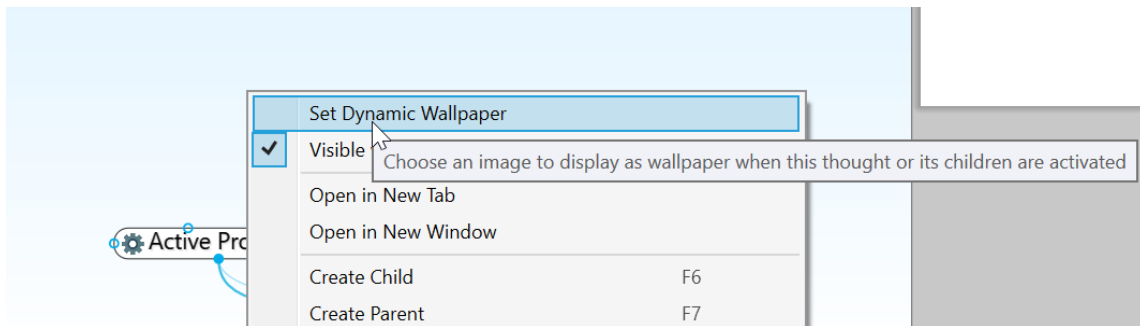 Set Dynamic Wallpaper
Visible
Choose an image to display as wallpaper when this thought or its children are activated
Open in New Tab
Open in New Window
Active Pro
Create Child F6
Create Parent F7